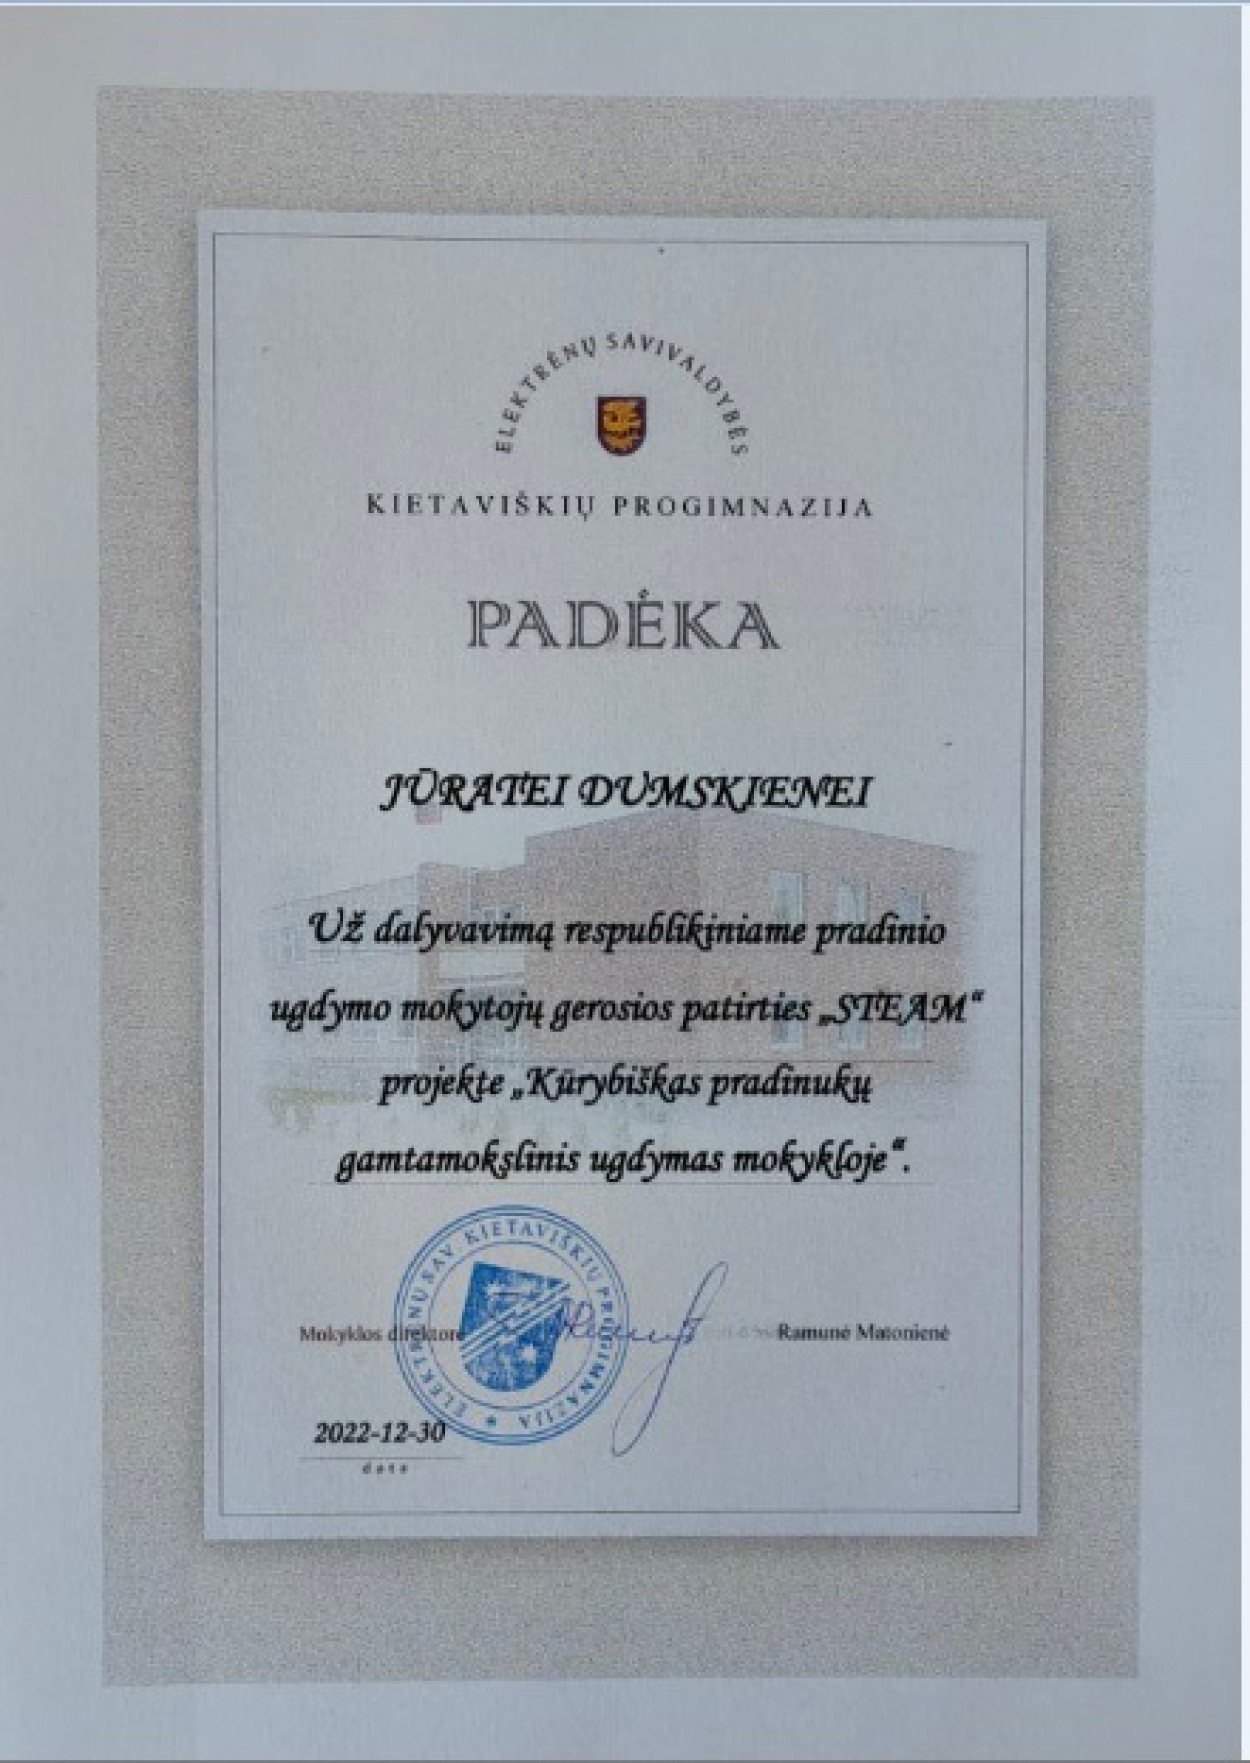 ELEKTRĖNŲ SAVIVALDYBĖS
KIETAVIŠKIŲ PROGIMNAZIJA
PADĖKA
JŪRATEI DUMSKIENEI
Už dalyvavimą respublikiniame pradinio
ugdymo mokytojų gerosios patirties „STEAM“
projekte „Kūrybiškas pradinukų
gamtamokslinis ugdymas mokykloje“.
ELEKTRĖNŲ SAV. KIETAVIŠKIŲ PROGIMNAZIJA
Mokyklos direktorė
Ramunė Matonienė
2022-12-30
data